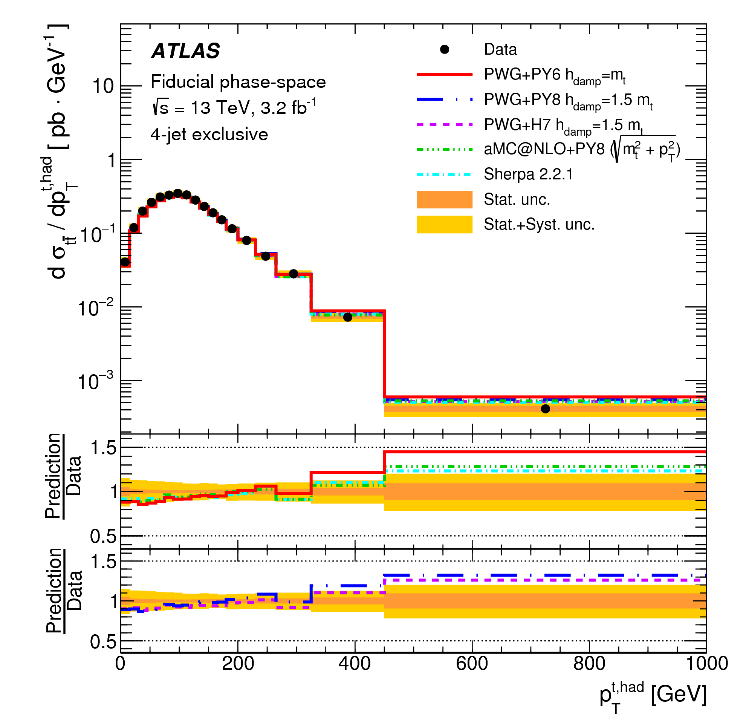 ATLAS
Fiducial phase-space
√s = 13 TeV, 3.2 fb⁻¹
4-jet exclusive
Data
PWG+PY6 h_damp=m_t
PWG+PY8 h_damp=1.5 m_t
PWG+H7 h_damp=1.5 m_t
aMC@NLO+PY8 (√m_t² + p_T²)
Sherpa 2.2.1
Stat. unc.
Stat.+Syst. unc.
d σ_tt̄ / dp_T^t,had [ pb · GeV⁻¹ ]
10
1
10⁻¹
10⁻²
10⁻³
Prediction
Data
1.5
1
0.5
Prediction
Data
1.5
1
0.5
0 200 400 600 800 1000
p_T^t,had [GeV]